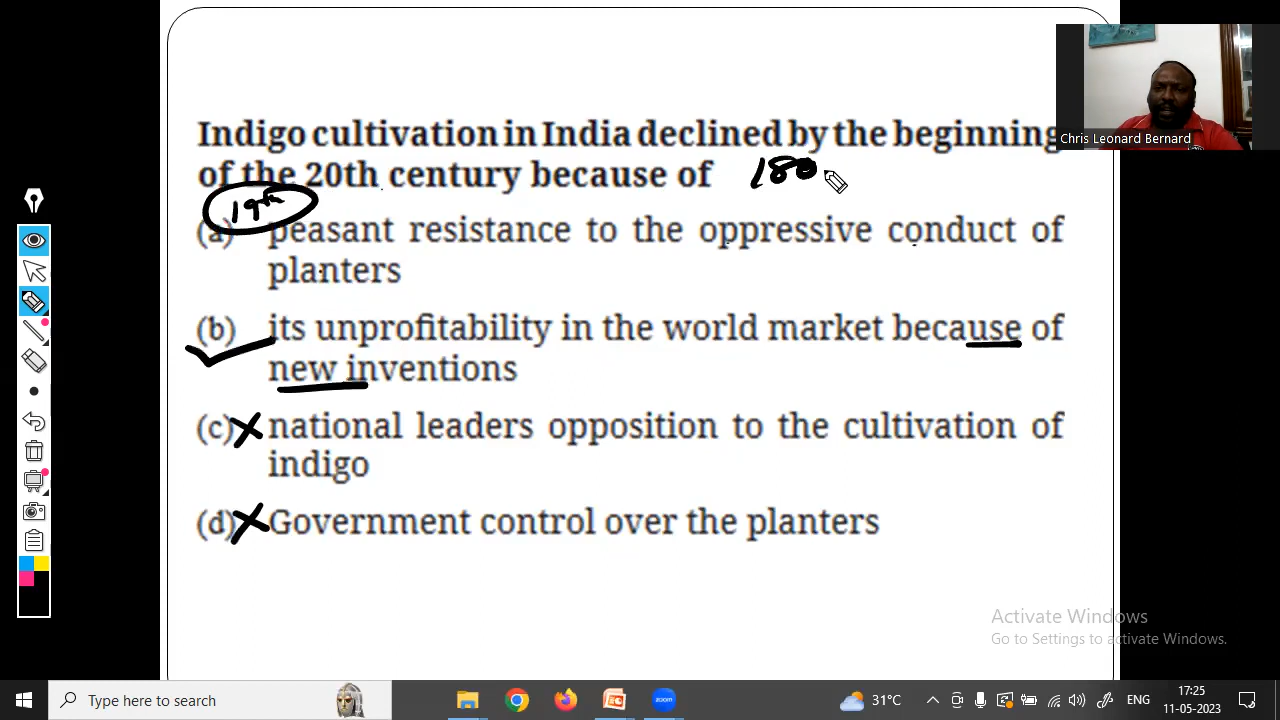 Chris Leonard Bernard
Indigo cultivation in India declined by the beginning
of the 20th century because of
180
19th
(a) peasant resistance to the oppressive conduct of
planters
(b) its unprofitability in the world market because of
new inventions
(c) national leaders opposition to the cultivation of
indigo
(d) Government control over the planters
Activate Windows
Go to Settings to activate Windows.
Type here to search
zoom
31°C
ENG
17:25
11-05-2023